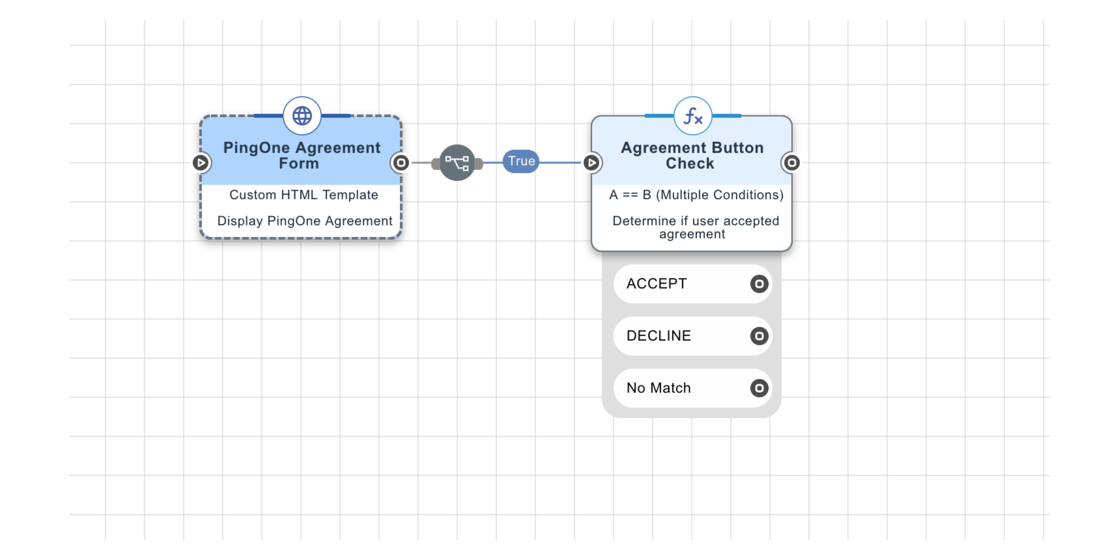 PingOne Agreement
Form
Custom HTML Template
Display PingOne Agreement
True
fx
Agreement Button
Check
A == B (Multiple Conditions)
Determine if user accepted
agreement
ACCEPT
DECLINE
No Match